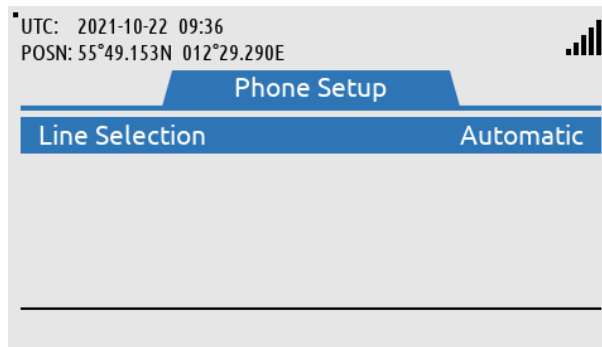 UTC: 2021-10-22 09:36
POSN: 55°49.153N 012°29.290E
Phone Setup
Line Selection Automatic